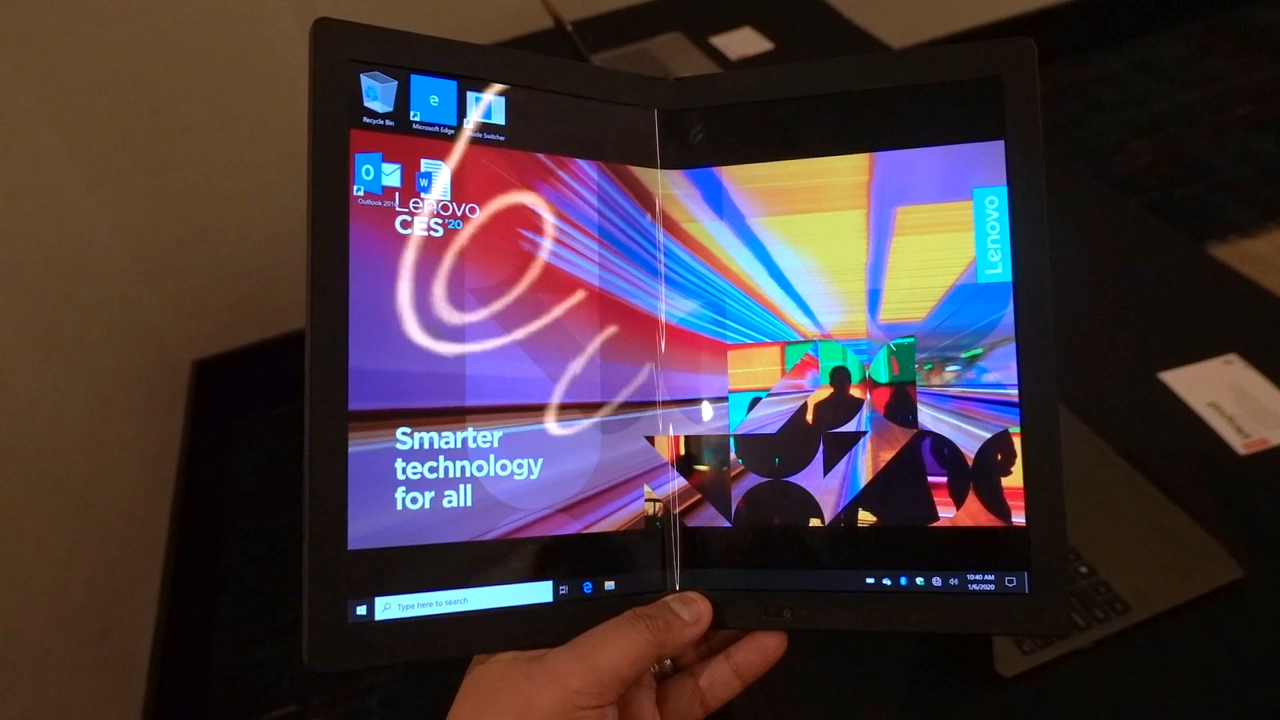 Recycle Bin
Microsoft Edge
Mode Switcher
Outlook 2016
Lenovo
CES '20
Smarter
technology
for all
Lenovo
Type here to search
10:40 AM
1/6/2020